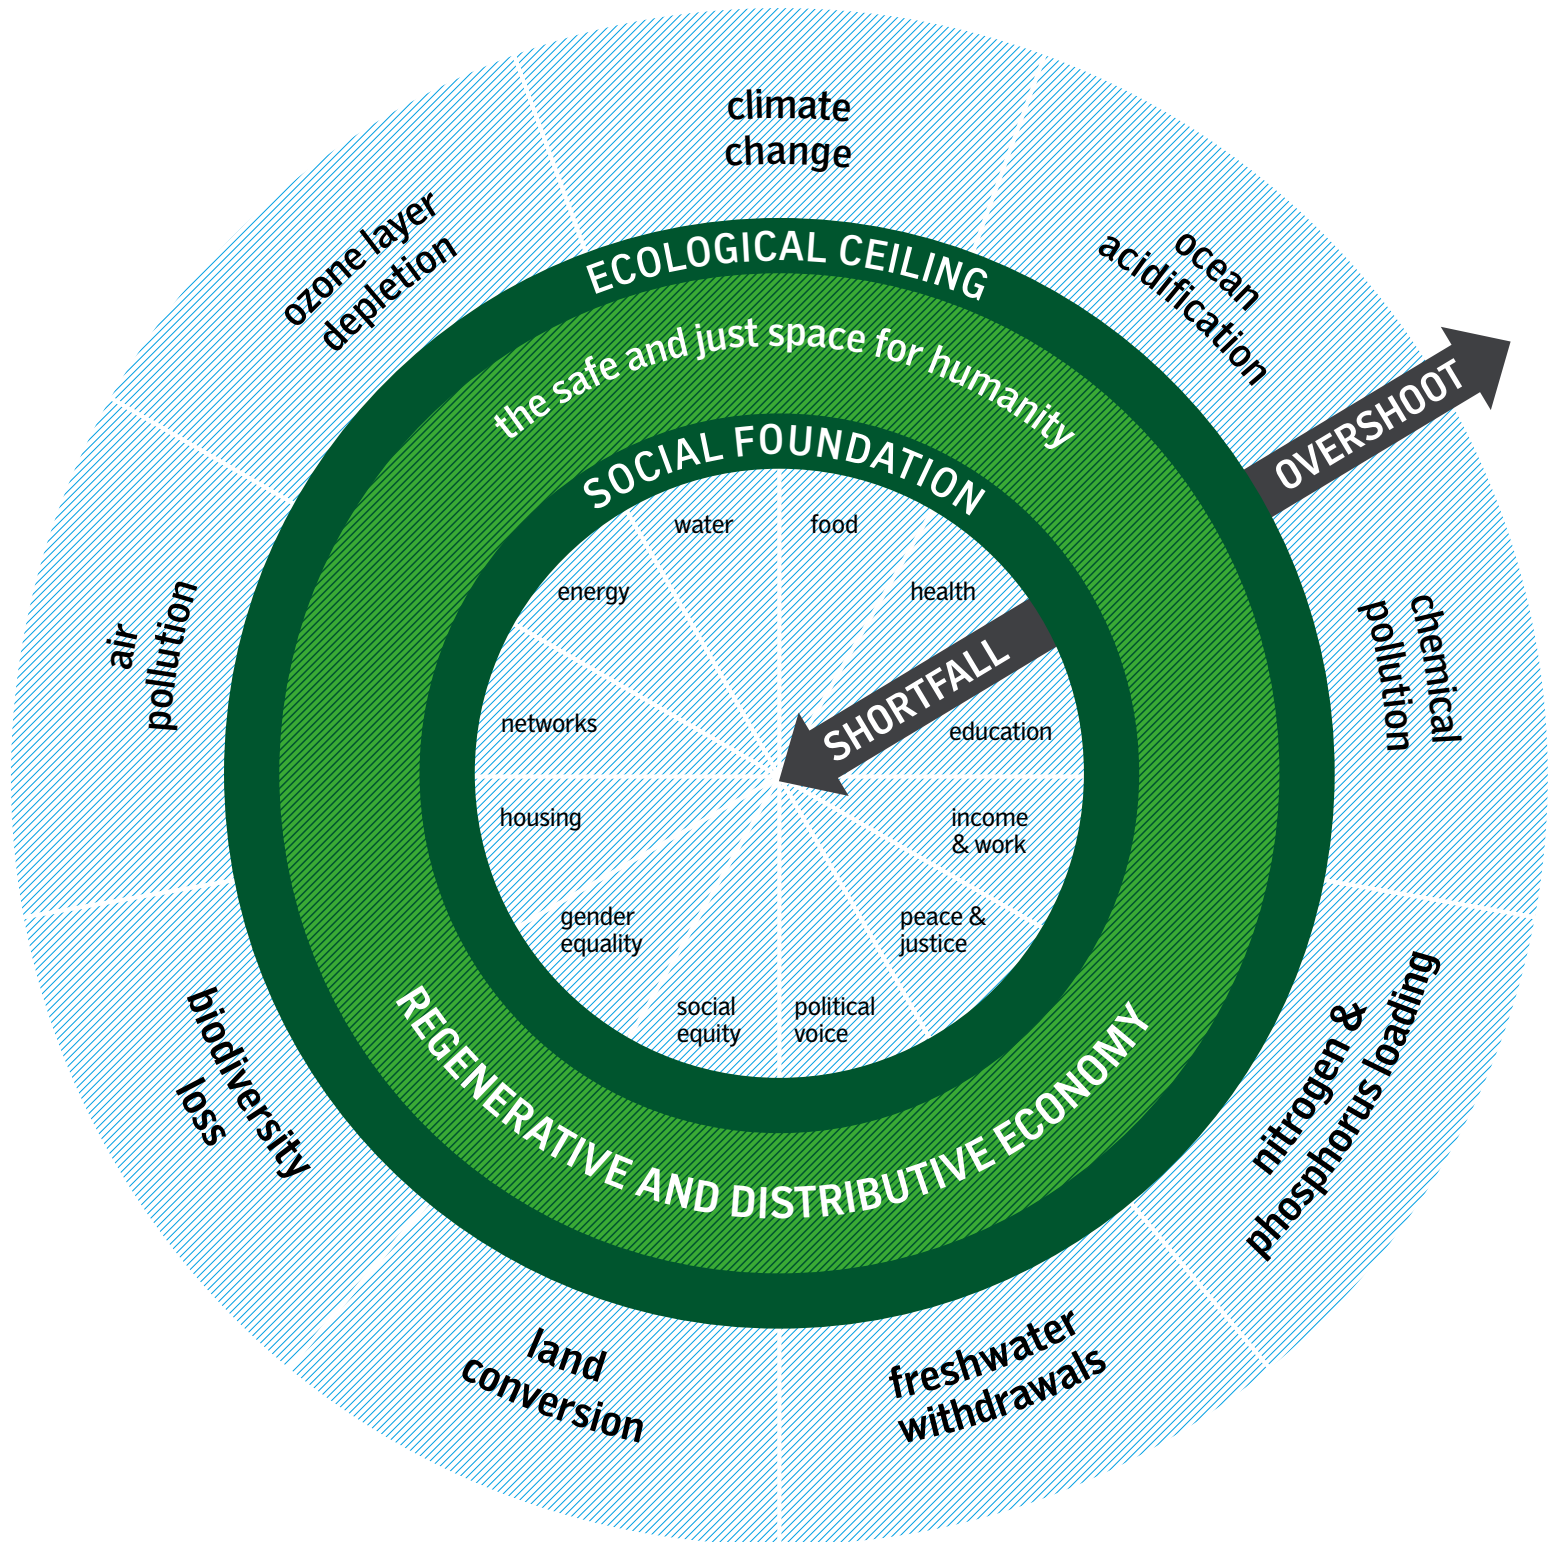 climate
change
ocean
acidification
chemical
pollution
nitrogen &
phosphorus loading
freshwater
withdrawals
land
conversion
biodiversity
loss
air
pollution
ozone layer
depletion
ECOLOGICAL CEILING
the safe and just space for humanity
SOCIAL FOUNDATION
OVERSHOOT
SHORTFALL
water
food
health
education
income
& work
peace &
justice
political
voice
social
equity
gender
equality
housing
networks
energy
REGENERATIVE AND DISTRIBUTIVE ECONOMY